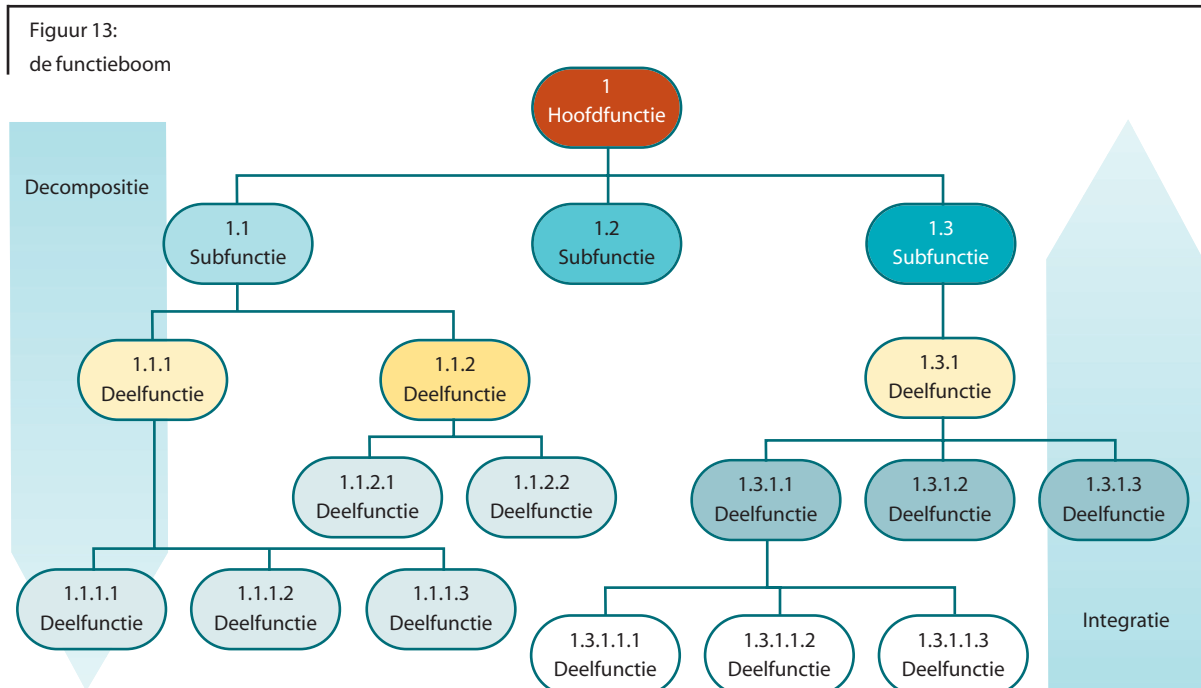 Figuur 13:
de functieboom
1
Hoofdfunctie
Decompositie
1.1
Subfunctie
1.2
Subfunctie
1.3
Subfunctie
1.1.1
Deelfunctie
1.1.2
Deelfunctie
1.3.1
Deelfunctie
1.1.2.1
Deelfunctie
1.1.2.2
Deelfunctie
1.3.1.1
Deelfunctie
1.3.1.2
Deelfunctie
1.3.1.3
Deelfunctie
1.1.1.1
Deelfunctie
1.1.1.2
Deelfunctie
1.1.1.3
Deelfunctie
1.3.1.1.1
Deelfunctie
1.3.1.1.2
Deelfunctie
1.3.1.1.3
Deelfunctie
Integratie